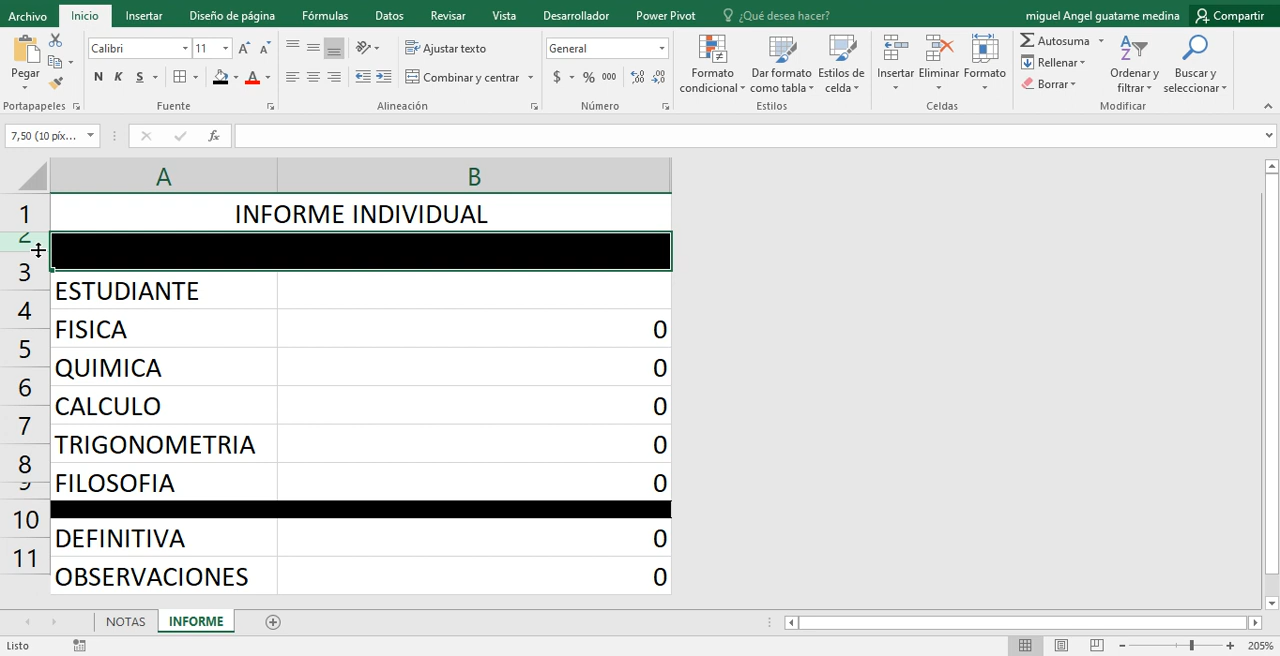 Archivo Inicio Insertar Diseño de página Fórmulas Datos Revisar Vista Desarrollador Power Pivot ¿Qué desea hacer? miguel Angel guatame medina Compartir
Pegar
Portapapeles
Calibri 11
N K S
Fuente
Ajustar texto
Combinar y centrar
Alineación
General
$ % 000
Número
Formato condicional
Dar formato como tabla
Estilos de celda
Estilos
Insertar Eliminar Formato
Celdas
Autosuma
Rellenar
Borrar
Ordenar y filtrar
Buscar y seleccionar
Modificar
7,50 (10 píx... fx
A B
1 INFORME INDIVIDUAL
2
3 ESTUDIANTE
4 FISICA 0
5 QUIMICA 0
6 CALCULO 0
7 TRIGONOMETRIA 0
8 FILOSOFIA 0
9
10 DEFINITIVA 0
11 OBSERVACIONES 0
NOTAS INFORME
Listo 205%